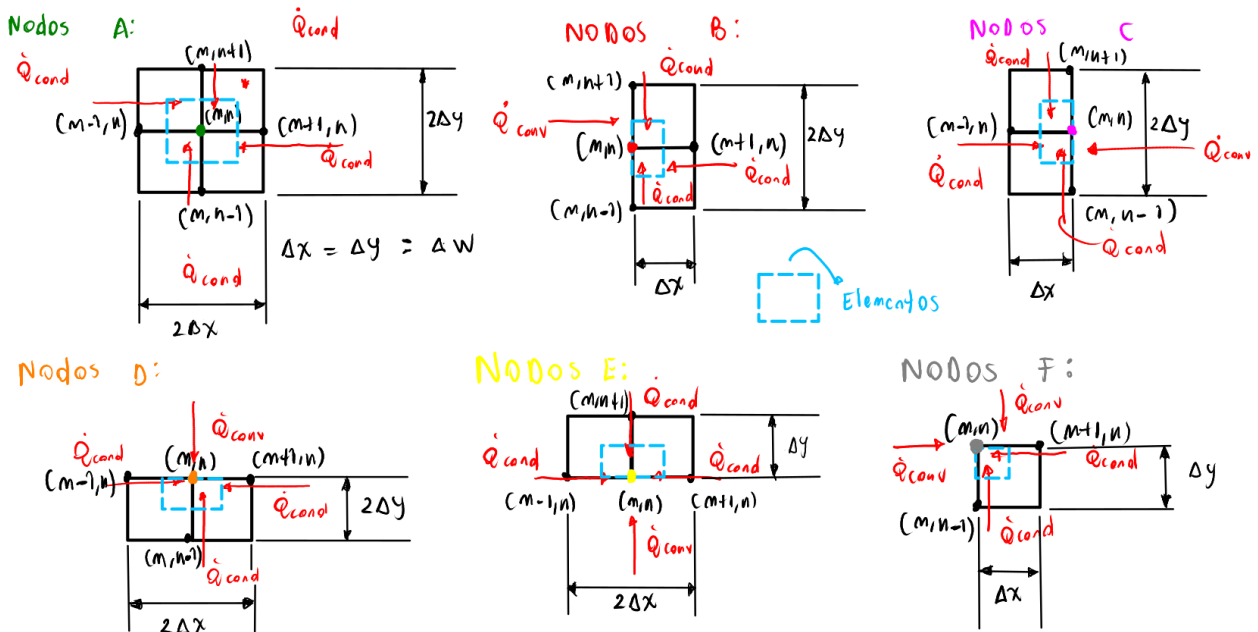 Nodos A:
Q̇cond
(m,n+1)
Q̇cond
(m,n)
(m-1,n)
(m+1,n)
Q̇cond
2Δy
(m,n-1)
Δx = Δy = ΔW
Q̇cond
2Δx
NODOS B:
(m,n+1)
Q̇cond
Q̇conv
(m,n)
(m+1,n)
2Δy
Q̇cond
Q̇cond
(m,n-1)
Δx
Elementos
NODOS C
Q̇cond
(m,n+1)
(m-1,n)
(m,n)
2Δy
Q̇conv
Q̇cond
(m,n-1)
Q̇cond
Δx
Nodos D:
Q̇conv
Q̇cond
(m,n)
(m+1,n)
(m-1,n)
Q̇cond
2Δy
(m,n-1)
Q̇cond
2Δx
NODOS E:
(m,n+1)
Q̇cond
Δy
Q̇cond
Q̇cond
(m-1,n)
(m,n)
(m+1,n)
Q̇conv
2Δx
NODOS F:
Q̇conv
(m,n)
(m+1,n)
Q̇conv
Q̇cond
Δy
(m,n-1)
Q̇cond
Δx